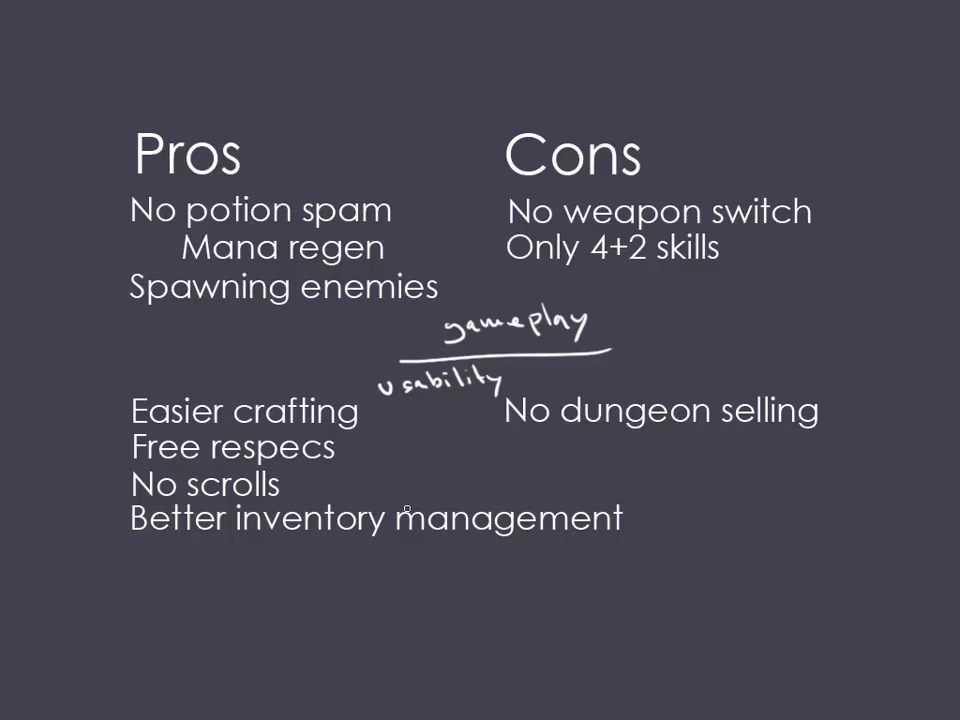 Pros
No potion spam
Mana regen
Spawning enemies
Cons
No weapon switch
Only 4+2 skills
gameplay
usability
Easier crafting
Free respecs
No scrolls
Better inventory management
No dungeon selling